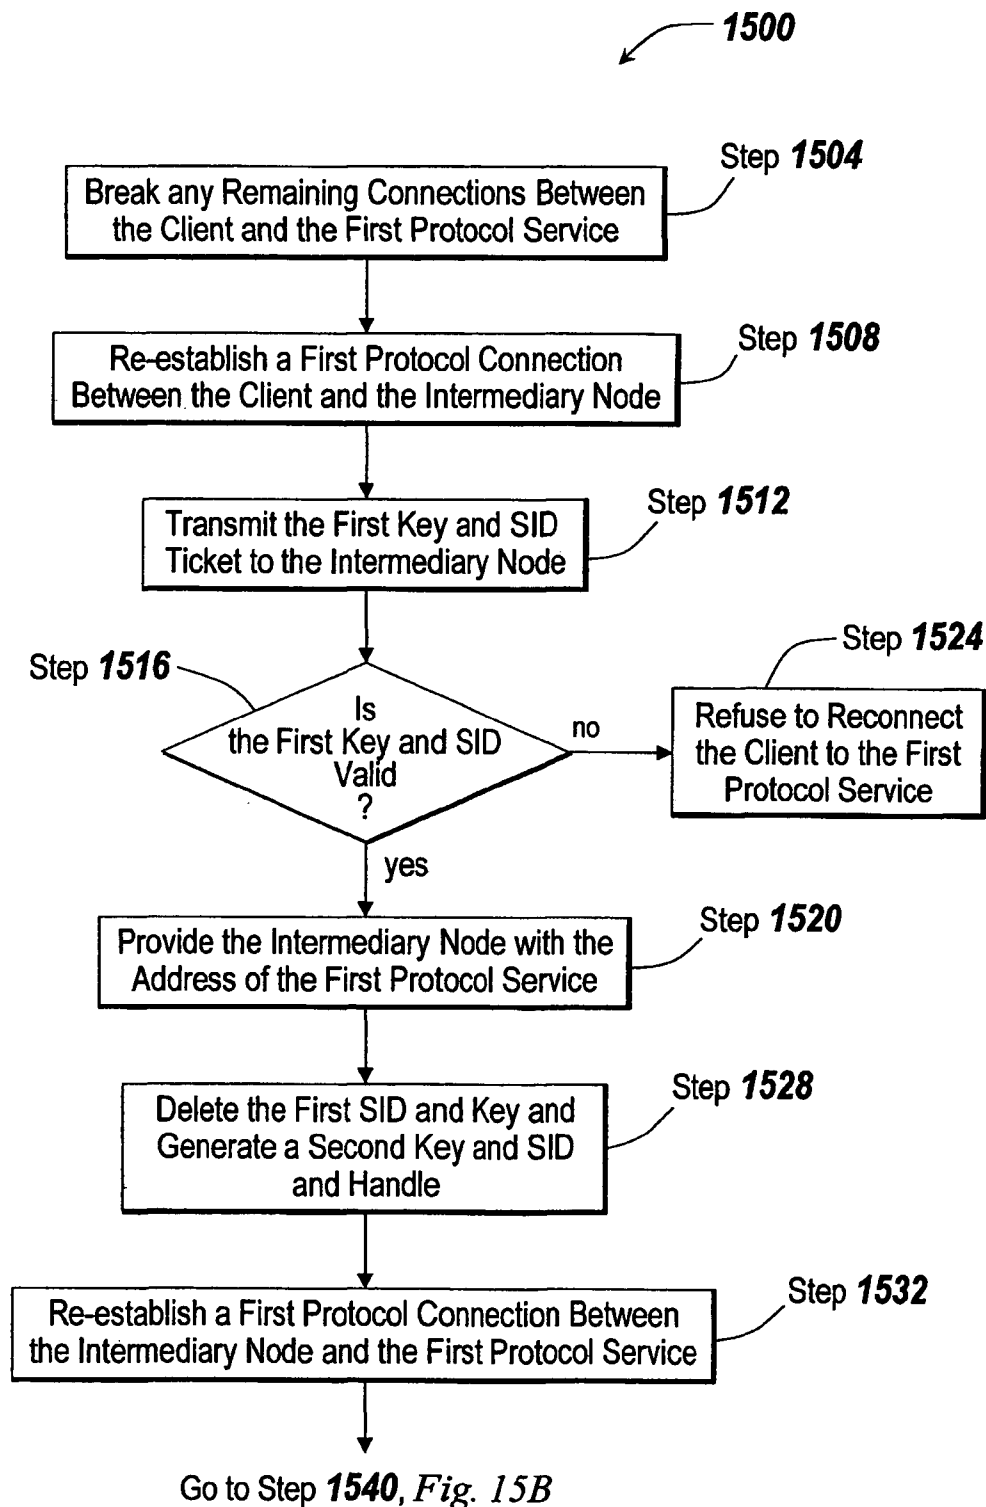 1500
Step 1504
Break any Remaining Connections Between
the Client and the First Protocol Service
Step 1508
Re-establish a First Protocol Connection
Between the Client and the Intermediary Node
Step 1512
Transmit the First Key and SID
Ticket to the Intermediary Node
Step 1516
Is
the First Key and SID
Valid
?
no
Step 1524
Refuse to Reconnect
the Client to the First
Protocol Service
yes
Step 1520
Provide the Intermediary Node with the
Address of the First Protocol Service
Step 1528
Delete the First SID and Key and
Generate a Second Key and SID
and Handle
Step 1532
Re-establish a First Protocol Connection Between
the Intermediary Node and the First Protocol Service
Go to Step 1540, Fig. 15B